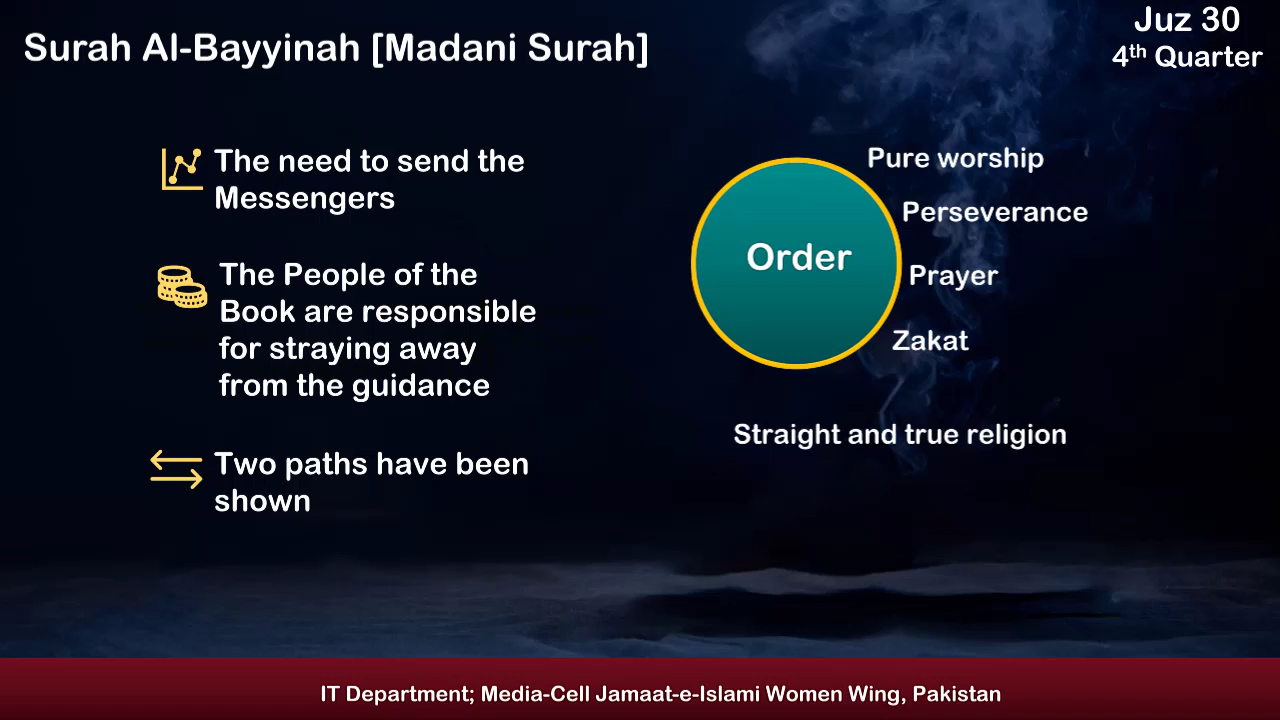 Surah Al-Bayyinah [Madani Surah]
Juz 30
4th Quarter
The need to send the
Messengers
The People of the
Book are responsible
for straying away
from the guidance
Two paths have been
shown
Order
Pure worship
Perseverance
Prayer
Zakat
Straight and true religion
IT Department; Media-Cell Jamaat-e-Islami Women Wing, Pakistan